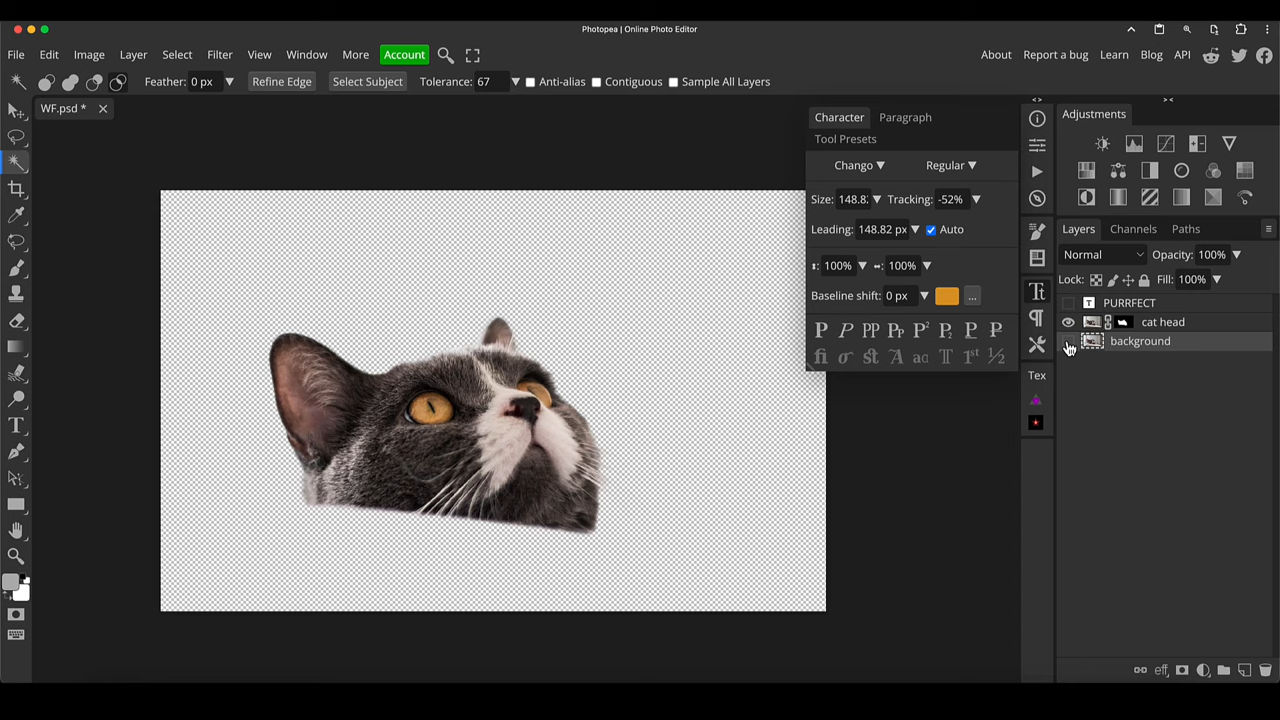 Photopea | Online Photo Editor
File Edit Image Layer Select Filter View Window More Account About Report a bug Learn Blog API
Feather: 0 px Refine Edge Select Subject Tolerance: 67 Anti-alias Contiguous Sample All Layers
WF.psd *
Character Paragraph
Tool Presets
Chango Regular
Size: 148.8 Tracking: -52%
Leading: 148.82 px Auto
100% 100%
Baseline shift: 0 px ...
Tex
Adjustments
Layers Channels Paths
Normal Opacity: 100%
Lock: Fill: 100%
PURRFECT
cat head
background
eff